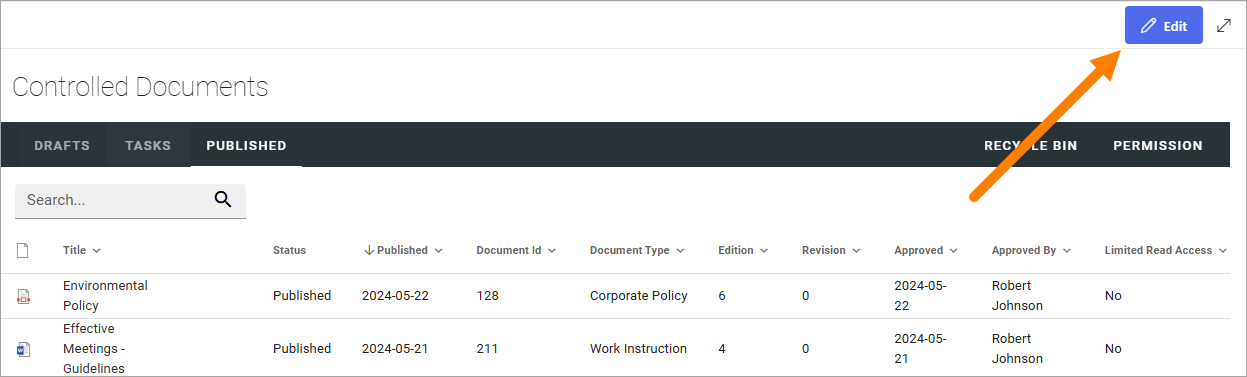 Edit
Controlled Documents
DRAFTS TASKS PUBLISHED RECYCLE BIN PERMISSION
Search...
Title Status Published Document Id Document Type Edition Revision Approved Approved By Limited Read Access
Environmental Policy Published 2024-05-22 128 Corporate Policy 6 0 2024-05-22 Robert Johnson No
Effective Meetings - Guidelines Published 2024-05-21 211 Work Instruction 4 0 2024-05-21 Robert Johnson No